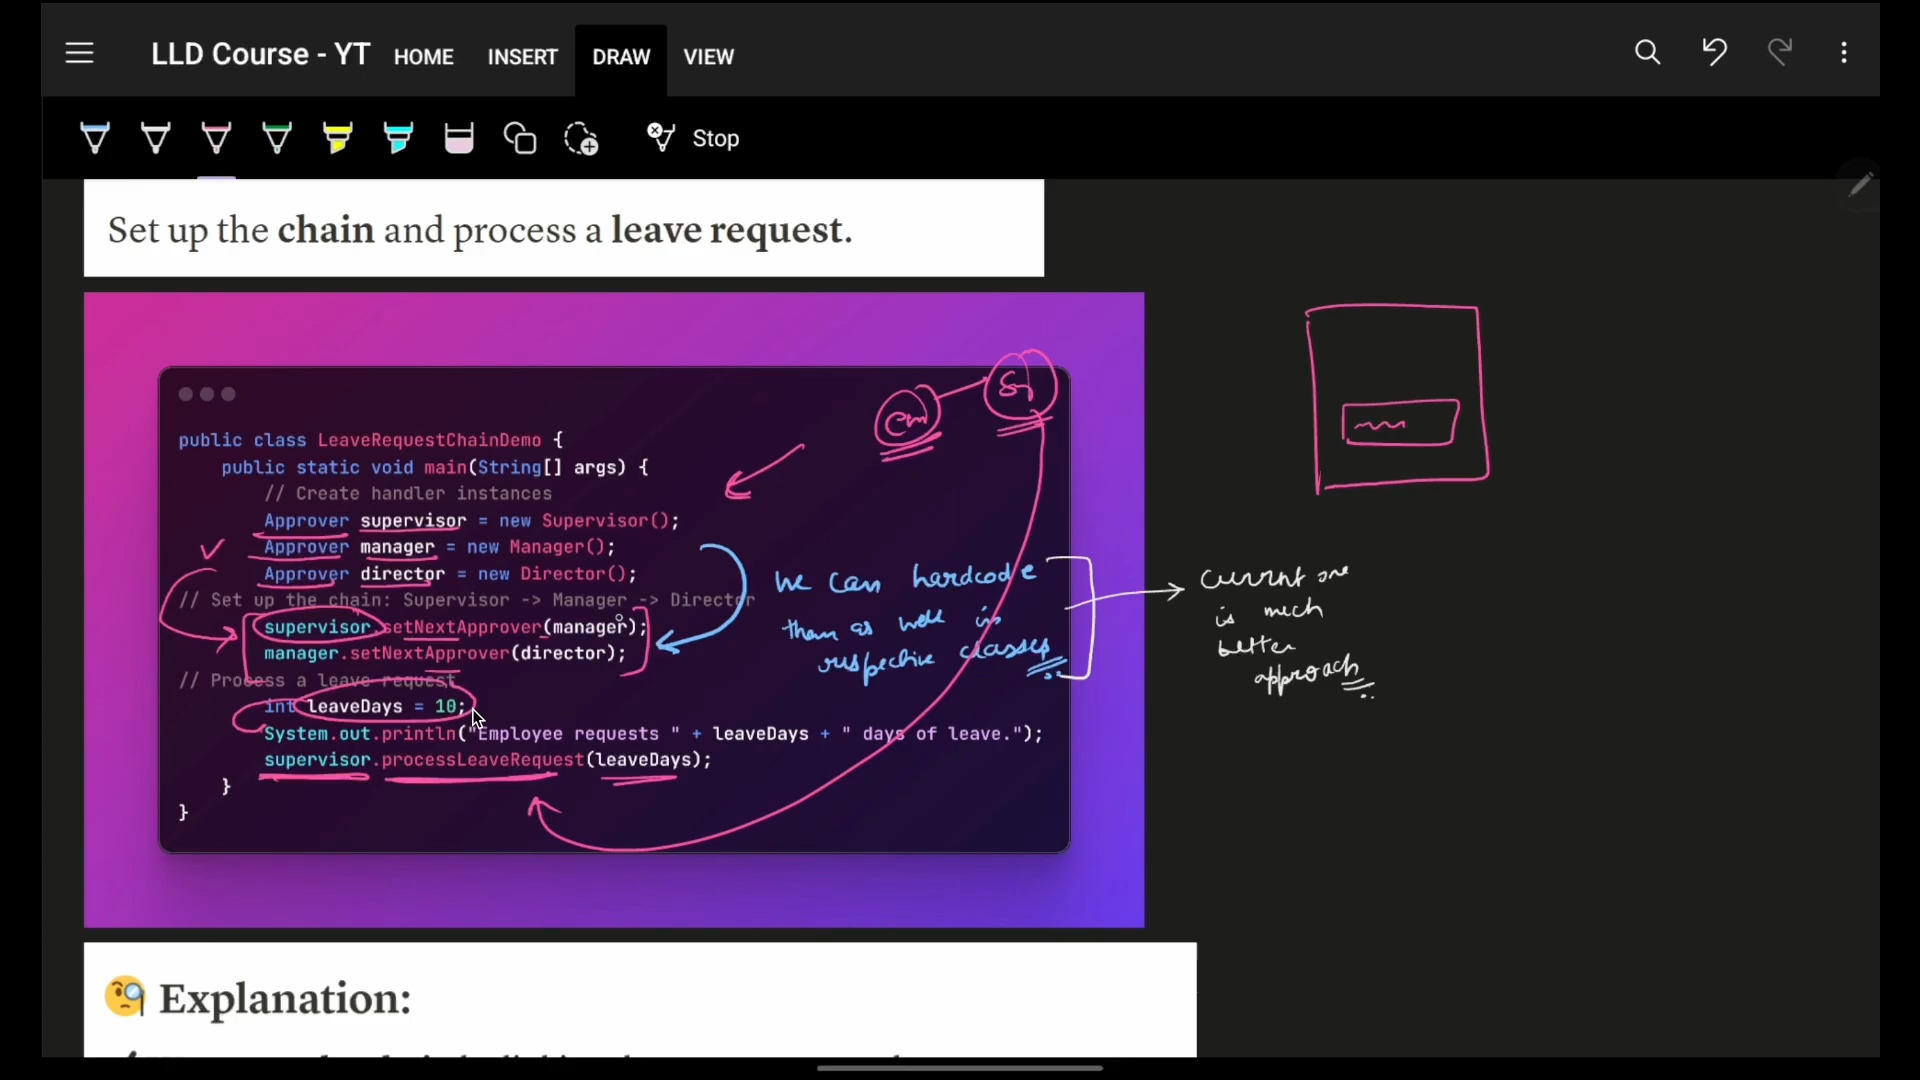 LLD Course - YT
HOME
INSERT
DRAW
VIEW
Stop
Set up the chain and process a leave request.
public class LeaveRequestChainDemo {
public static void main(String[] args) {
// Create handler instances
Approver supervisor = new Supervisor();
Approver manager = new Manager();
Approver director = new Director();
// Set up the chain: Supervisor -> Manager -> Director
supervisor.setNextApprover(manager);
manager.setNextApprover(director);
// Process a leave request
int leaveDays = 10;
System.out.println("Employee requests " + leaveDays + " days of leave.");
supervisor.processLeaveRequest(leaveDays);
}
}
we can hardcode
them as well in
respective classes
current one
is much
better
approach
🧐 Explanation: